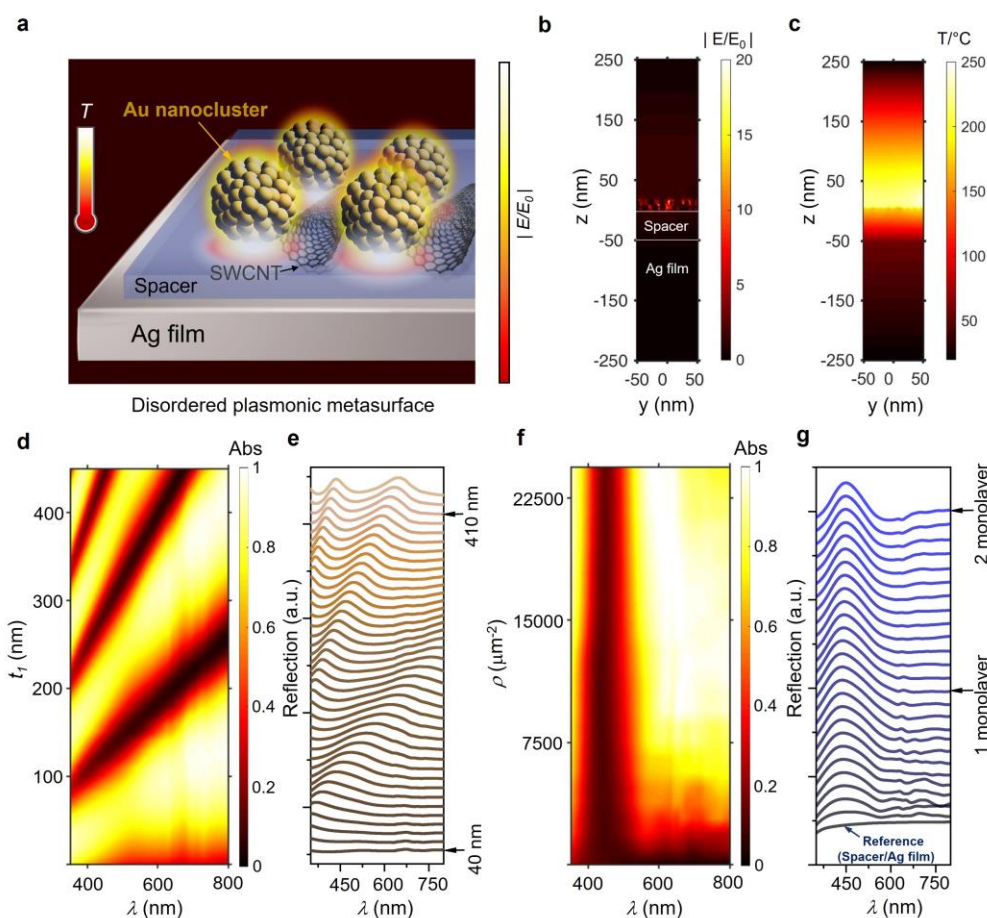 a
T
Au nanocluster
SWCNT
Spacer
Ag film
| E/E₀ |
Disordered plasmonic metasurface
b
| E/E₀ |
250
150
50
-50
-150
-250
z (nm)
Spacer
Ag film
-50 0 50
y (nm)
20
15
10
5
0
c
T/°C
250
150
50
-50
-150
-250
z (nm)
-50 0 50
y (nm)
250
200
150
100
50
d
Abs
400
300
200
100
t₁ (nm)
400 600 800
λ (nm)
1
0.8
0.6
0.4
0.2
0
e
Reflection (a.u.)
410 nm
40 nm
450 600 750
λ (nm)
f
Abs
22500
15000
7500
ρ (μm⁻²)
400 600 800
λ (nm)
1
0.8
0.6
0.4
0.2
0
g
Reflection (a.u.)
2 monolayer
1 monolayer
Reference
(Spacer/Ag film)
450 600 750
λ (nm)